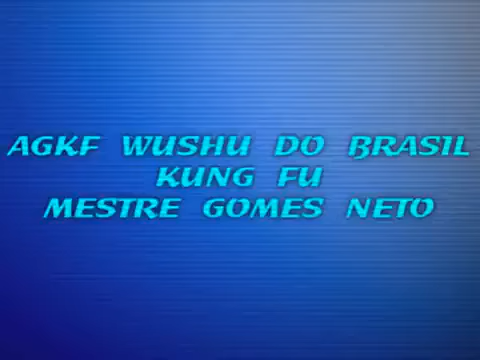 AGKF WUSHU DO BRASIL
KUNG FU
MESTRE GOMES NETO